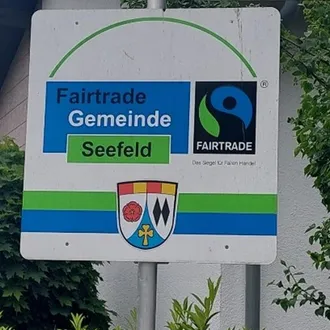 Fairtrade
Gemeinde
Seefeld
®
FAIRTRADE
Das Siegel für Fairen Handel